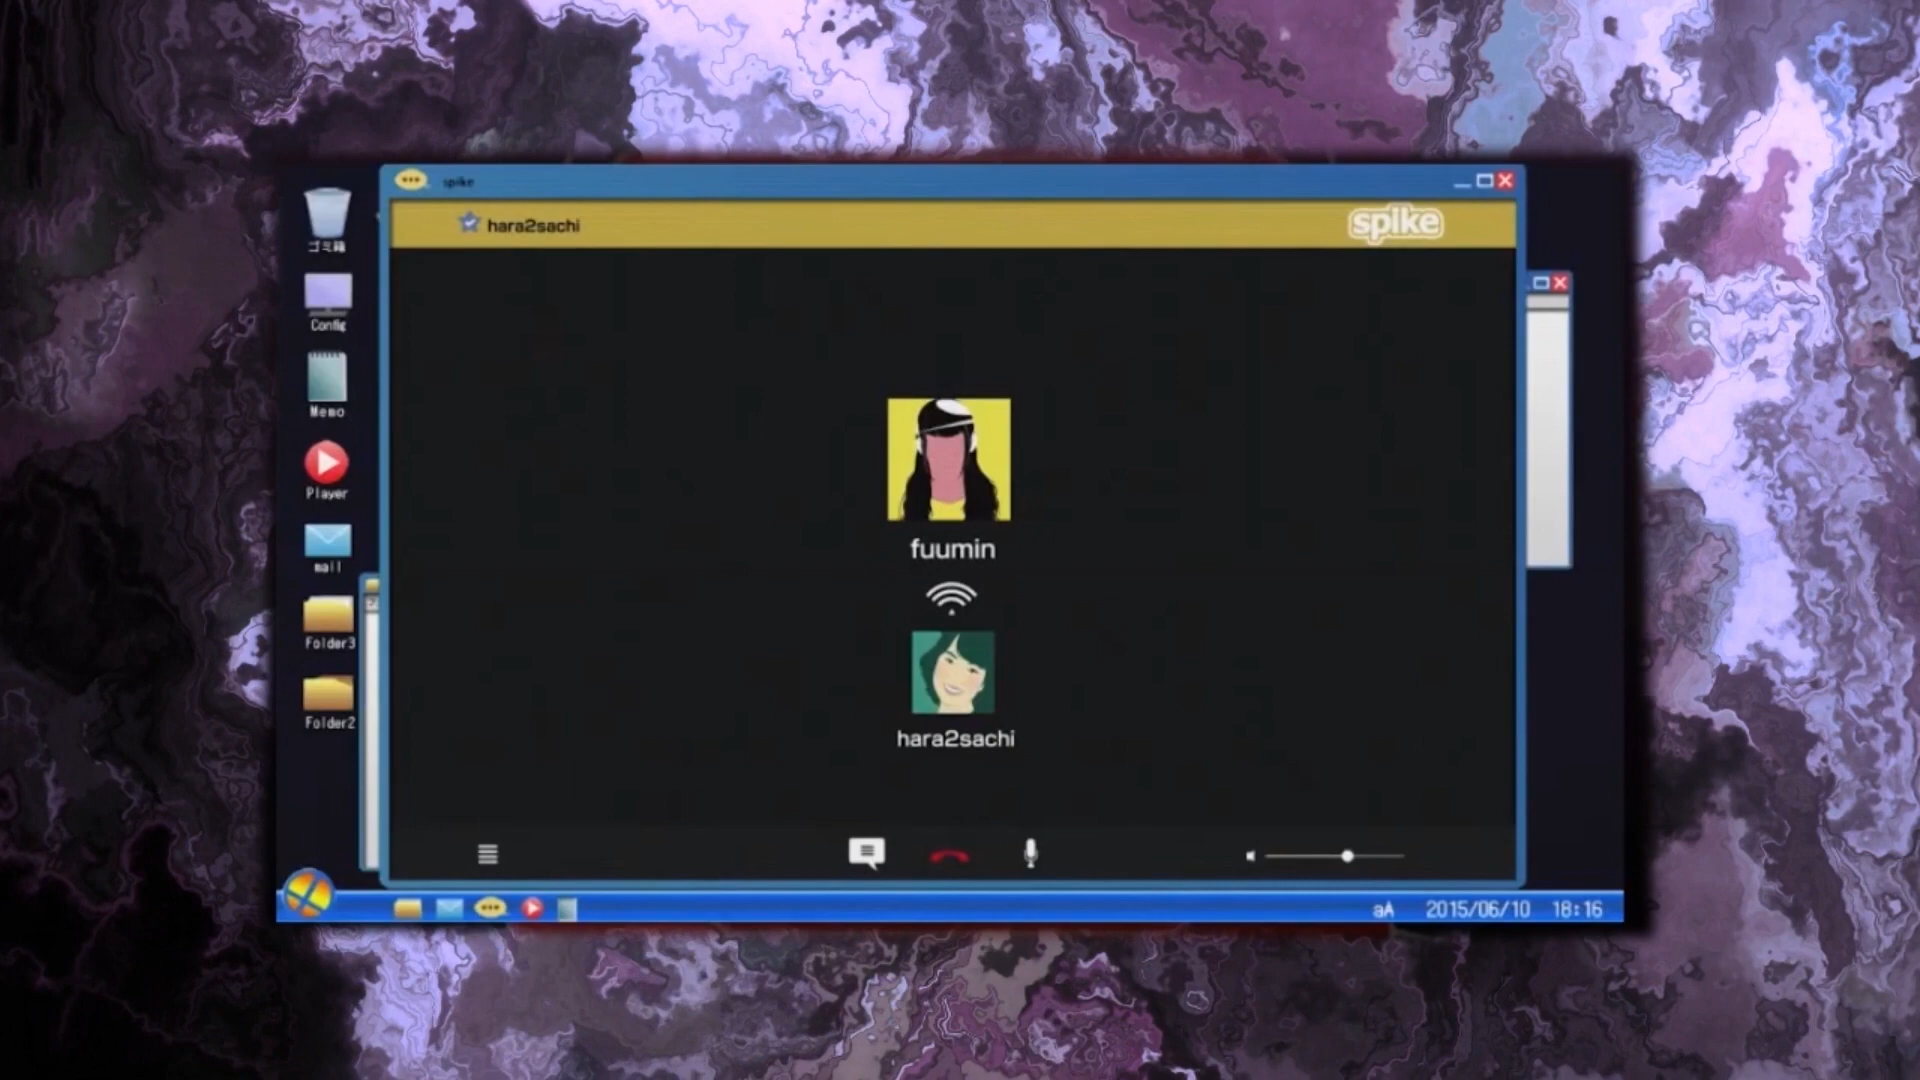 spike
hara2sachi
spike
ゴミ箱
Config
Memo
Player
mail
Folder3
Folder2
fuumin
hara2sachi
aA 2015/06/10 18:16